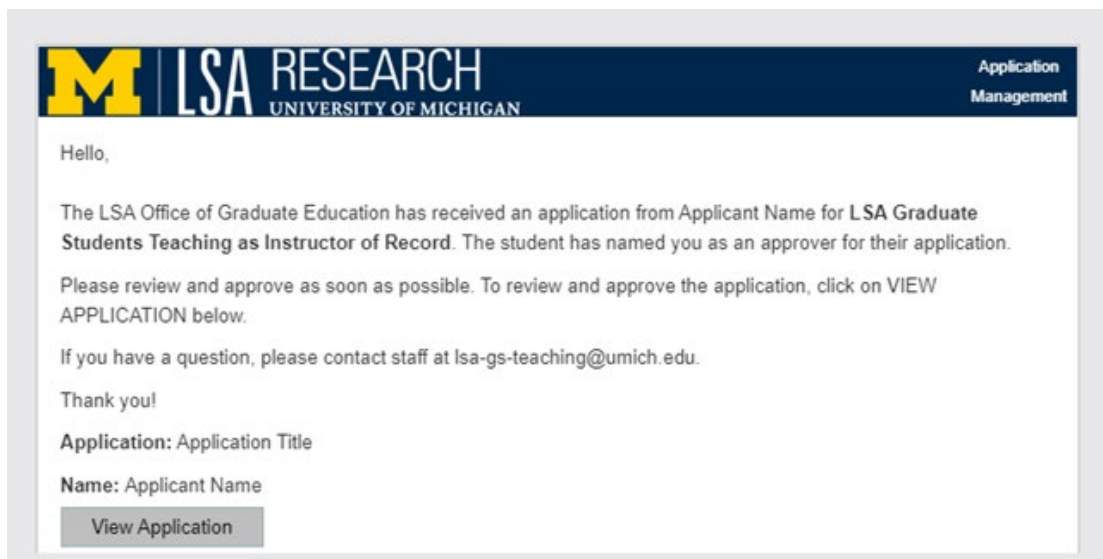 M LSA RESEARCH
UNIVERSITY OF MICHIGAN
Application
Management
Hello,
The LSA Office of Graduate Education has received an application from Applicant Name for LSA Graduate
Students Teaching as Instructor of Record. The student has named you as an approver for their application.
Please review and approve as soon as possible. To review and approve the application, click on VIEW
APPLICATION below.
If you have a question, please contact staff at lsa-gs-teaching@umich.edu.
Thank you!
Application: Application Title
Name: Applicant Name
View Application